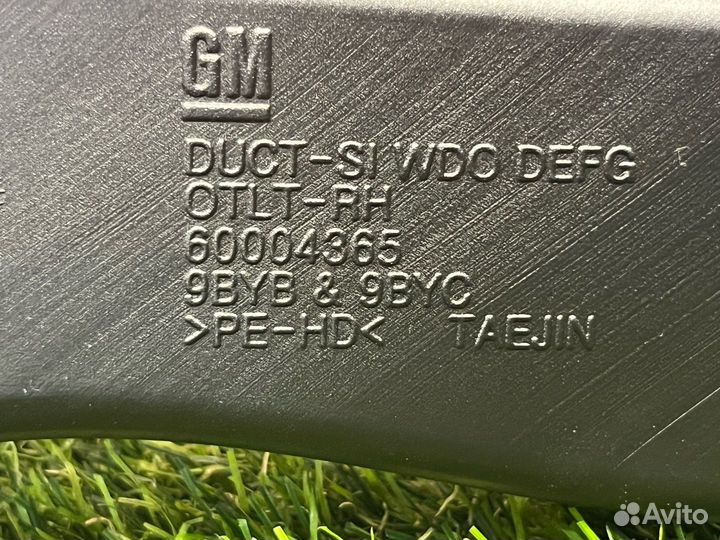 GM
DUCT-SI WDO DEFG
OTLT-RH
60004365
9BYB & 9BYC
>PE-HD< TAEJIN
Avito